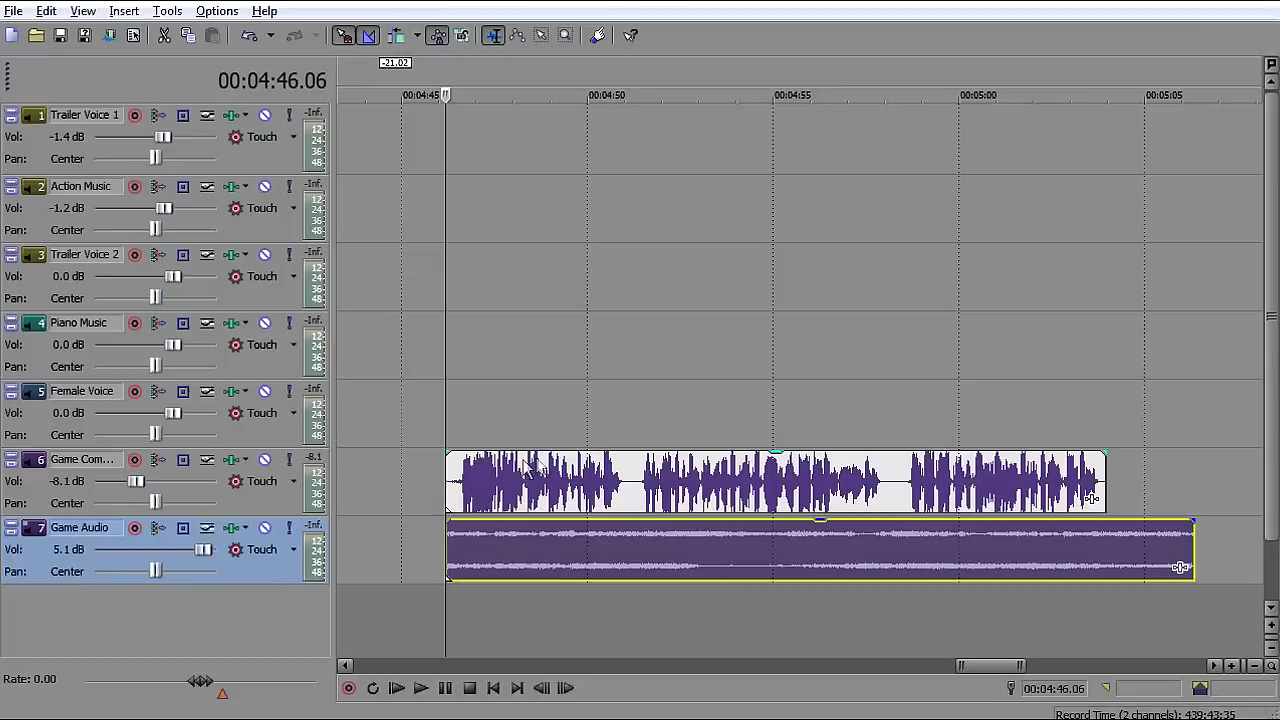 File Edit View Insert Tools Options Help
-21.02
00:04:46.06
00:04:45 00:04:50 00:04:55 00:05:00 00:05:05
1 Trailer Voice 1 -Inf.
Vol: -1.4 dB Touch 12 24 36 48
Pan: Center
2 Action Music -Inf.
Vol: -1.2 dB Touch 12 24 36 48
Pan: Center
3 Trailer Voice 2 -Inf.
Vol: 0.0 dB Touch 12 24 36 48
Pan: Center
4 Piano Music -Inf.
Vol: 0.0 dB Touch 12 24 36 48
Pan: Center
5 Female Voice -Inf.
Vol: 0.0 dB Touch 12 24 36 48
Pan: Center
6 Game Com... -8.1
Vol: -8.1 dB Touch 12 24 36 48
Pan: Center
7 Game Audio -Inf.
Vol: 5.1 dB Touch 12 24 36 48
Pan: Center
Rate: 0.00
00:04:46.06
Record Time (2 channels): 439:43:35